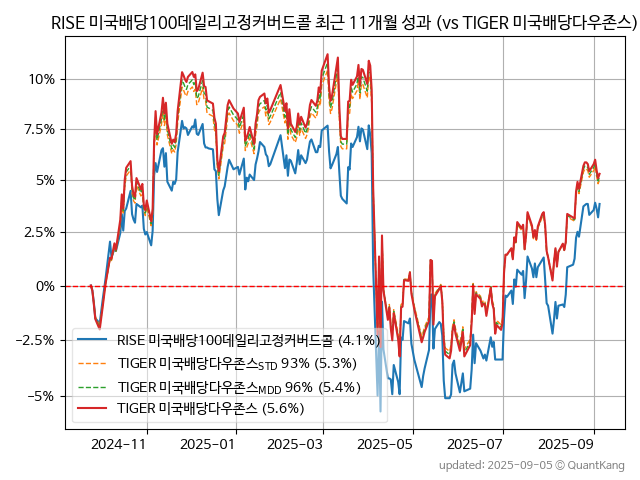 RISE 미국배당100데일리고정커버드콜 최근 11개월 성과 (vs TIGER 미국배당다우존스)
10%
7.5%
5%
2.5%
0%
−2.5%
−5%
RISE 미국배당100데일리고정커버드콜 (4.1%)
TIGER 미국배당다우존스STD 93% (5.3%)
TIGER 미국배당다우존스MDD 96% (5.4%)
TIGER 미국배당다우존스 (5.6%)
2024-11 2025-01 2025-03 2025-05 2025-07 2025-09
updated: 2025-09-05 © QuantKang